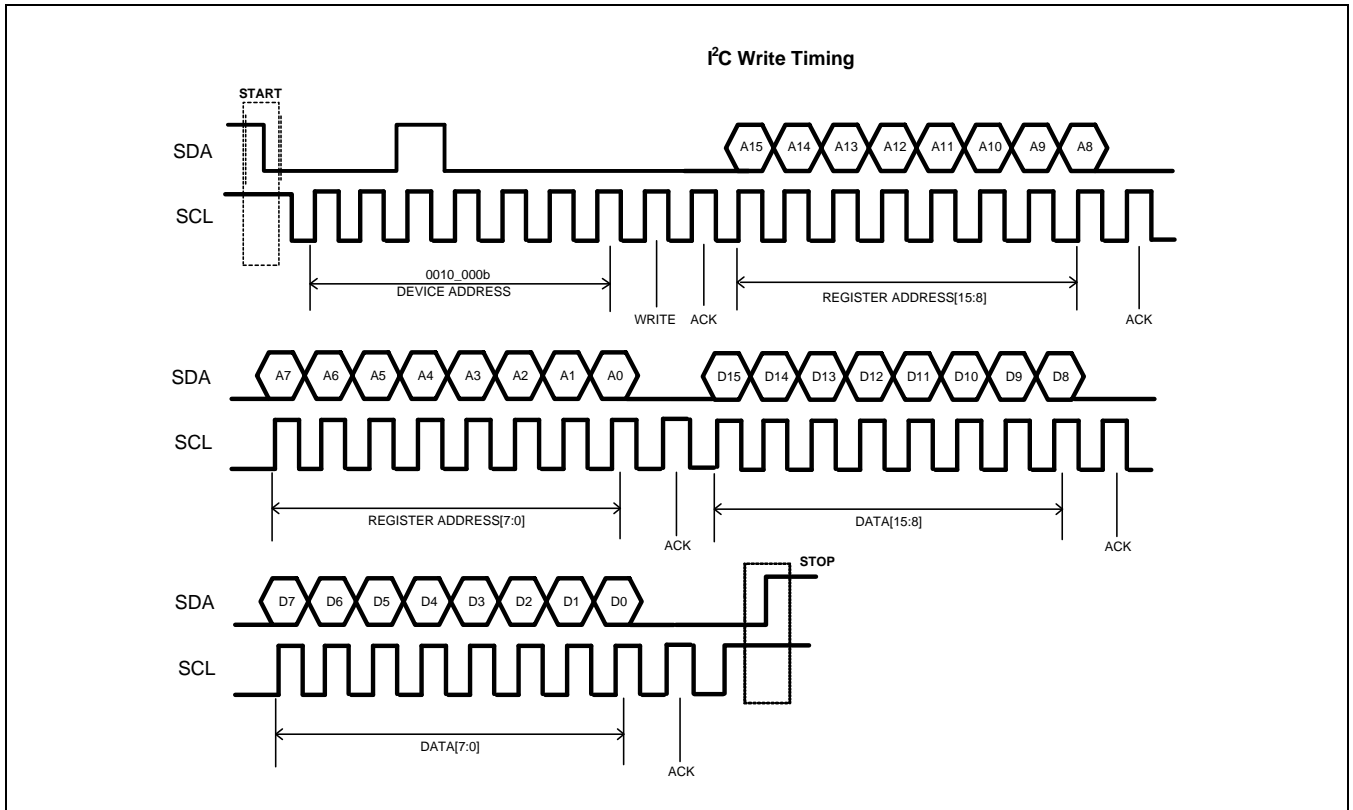 I²C Write Timing
START
SDA
A15 A14 A13 A12 A11 A10 A9 A8
SCL
0010_000b
DEVICE ADDRESS
REGISTER ADDRESS[15:8]
WRITE ACK ACK
SDA
A7 A6 A5 A4 A3 A2 A1 A0 D15 D14 D13 D12 D11 D10 D9 D8
SCL
REGISTER ADDRESS[7:0] DATA[15:8]
ACK ACK
STOP
SDA
D7 D6 D5 D4 D3 D2 D1 D0
SCL
DATA[7:0]
ACK